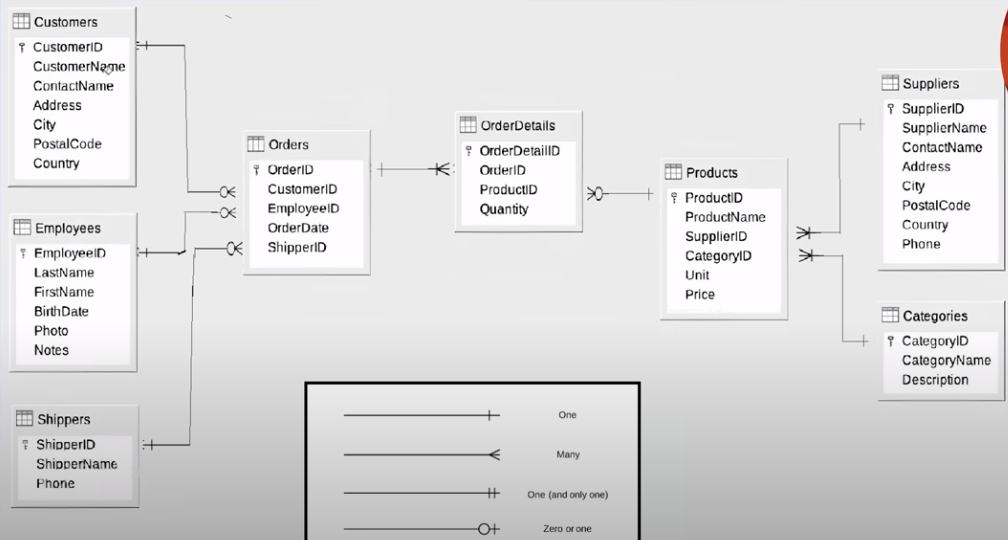 Customers
CustomerID
CustomerName
ContactName
Address
City
PostalCode
Country
Employees
EmployeeID
LastName
FirstName
BirthDate
Photo
Notes
Shippers
ShipperID
ShipperName
Phone
Orders
OrderID
CustomerID
EmployeeID
OrderDate
ShipperID
OrderDetails
OrderDetailID
OrderID
ProductID
Quantity
Products
ProductID
ProductName
SupplierID
CategoryID
Unit
Price
Suppliers
SupplierID
SupplierName
ContactName
Address
City
PostalCode
Country
Phone
Categories
CategoryID
CategoryName
Description
One
Many
One (and only one)
Zero or one